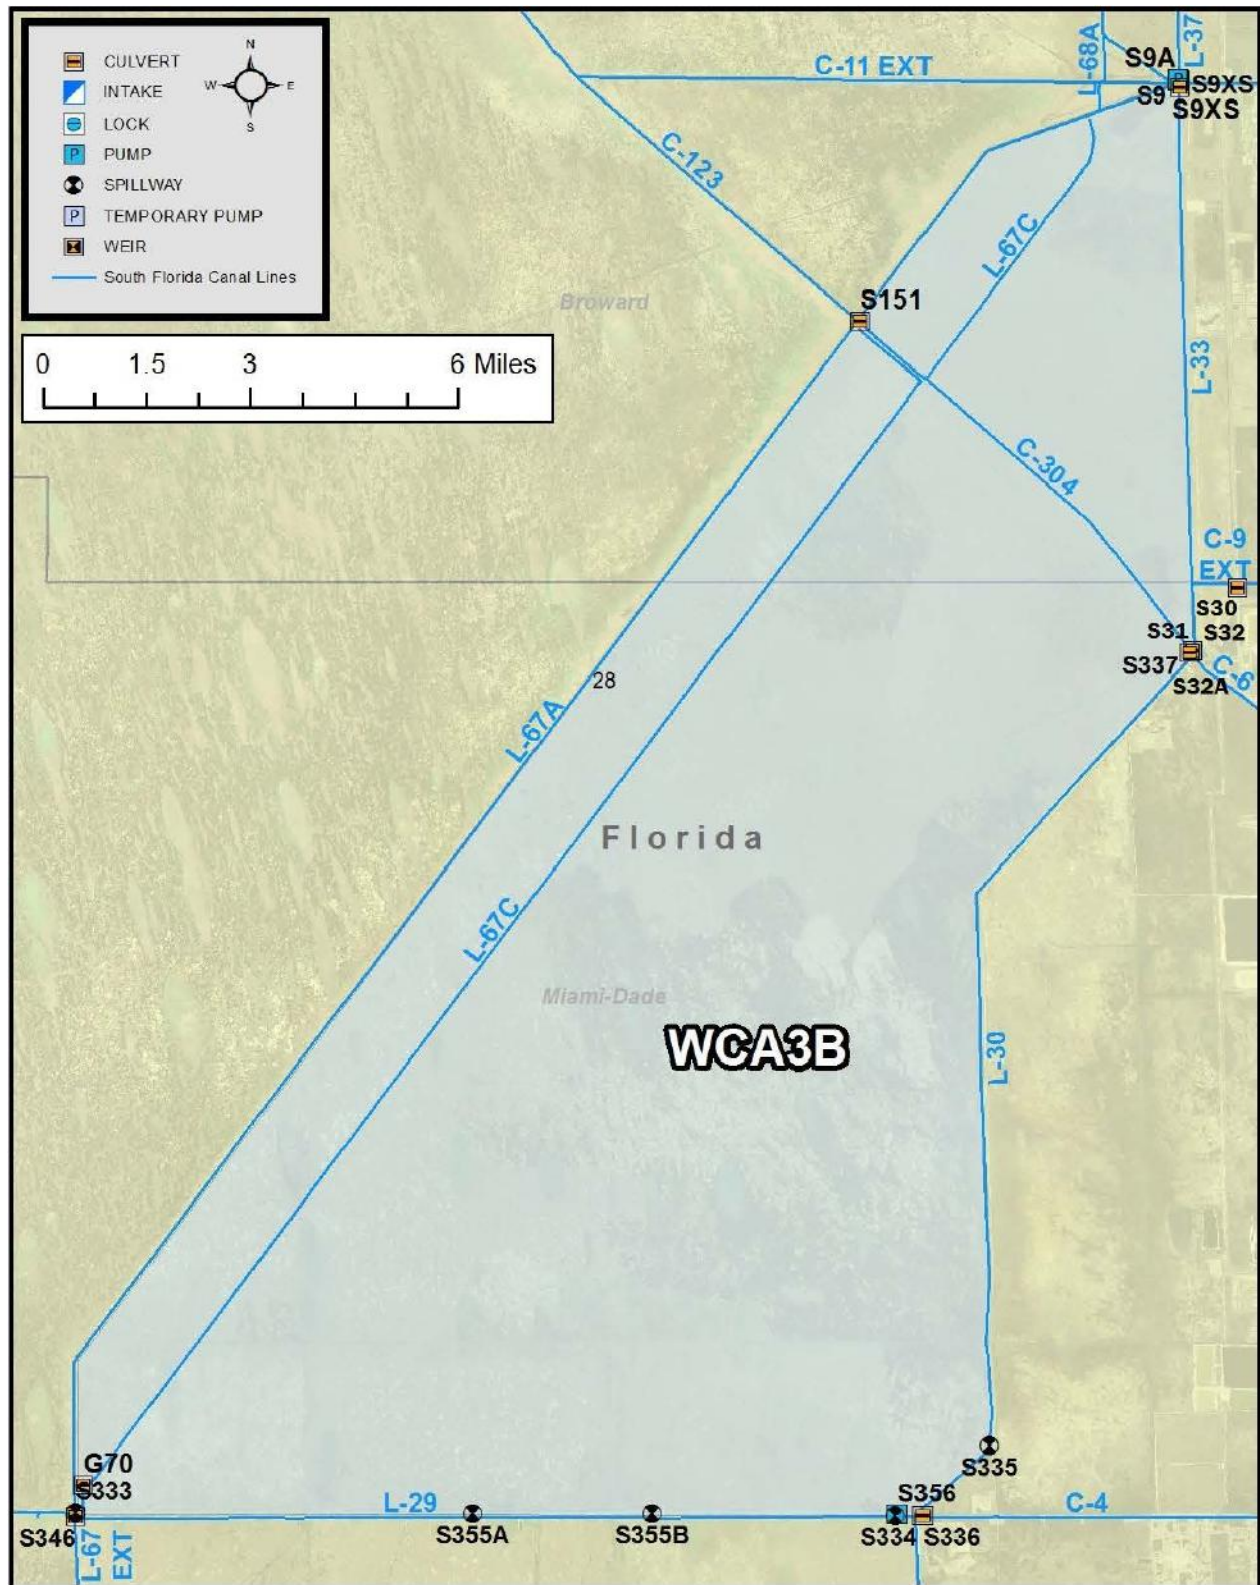 N
W E
S
CULVERT
INTAKE
LOCK
P PUMP
SPILLWAY
P TEMPORARY PUMP
WEIR
South Florida Canal Lines
0 1.5 3 6 Miles
C-11 EXT
L-68A
S9A
L-37
P
S9
S9XS
S9XS
C-123
L-67C
Broward
S151
L-33
C-304
C-9
EXT
S30
S31
S32
S337
S32A
C-6
28
L-67A
Florida
L-67C
Miami-Dade
WCA3B
L-30
G70
S333
S335
S356
L-29
C-4
S346
S355A
S355B
S334
S336
L-67
EXT